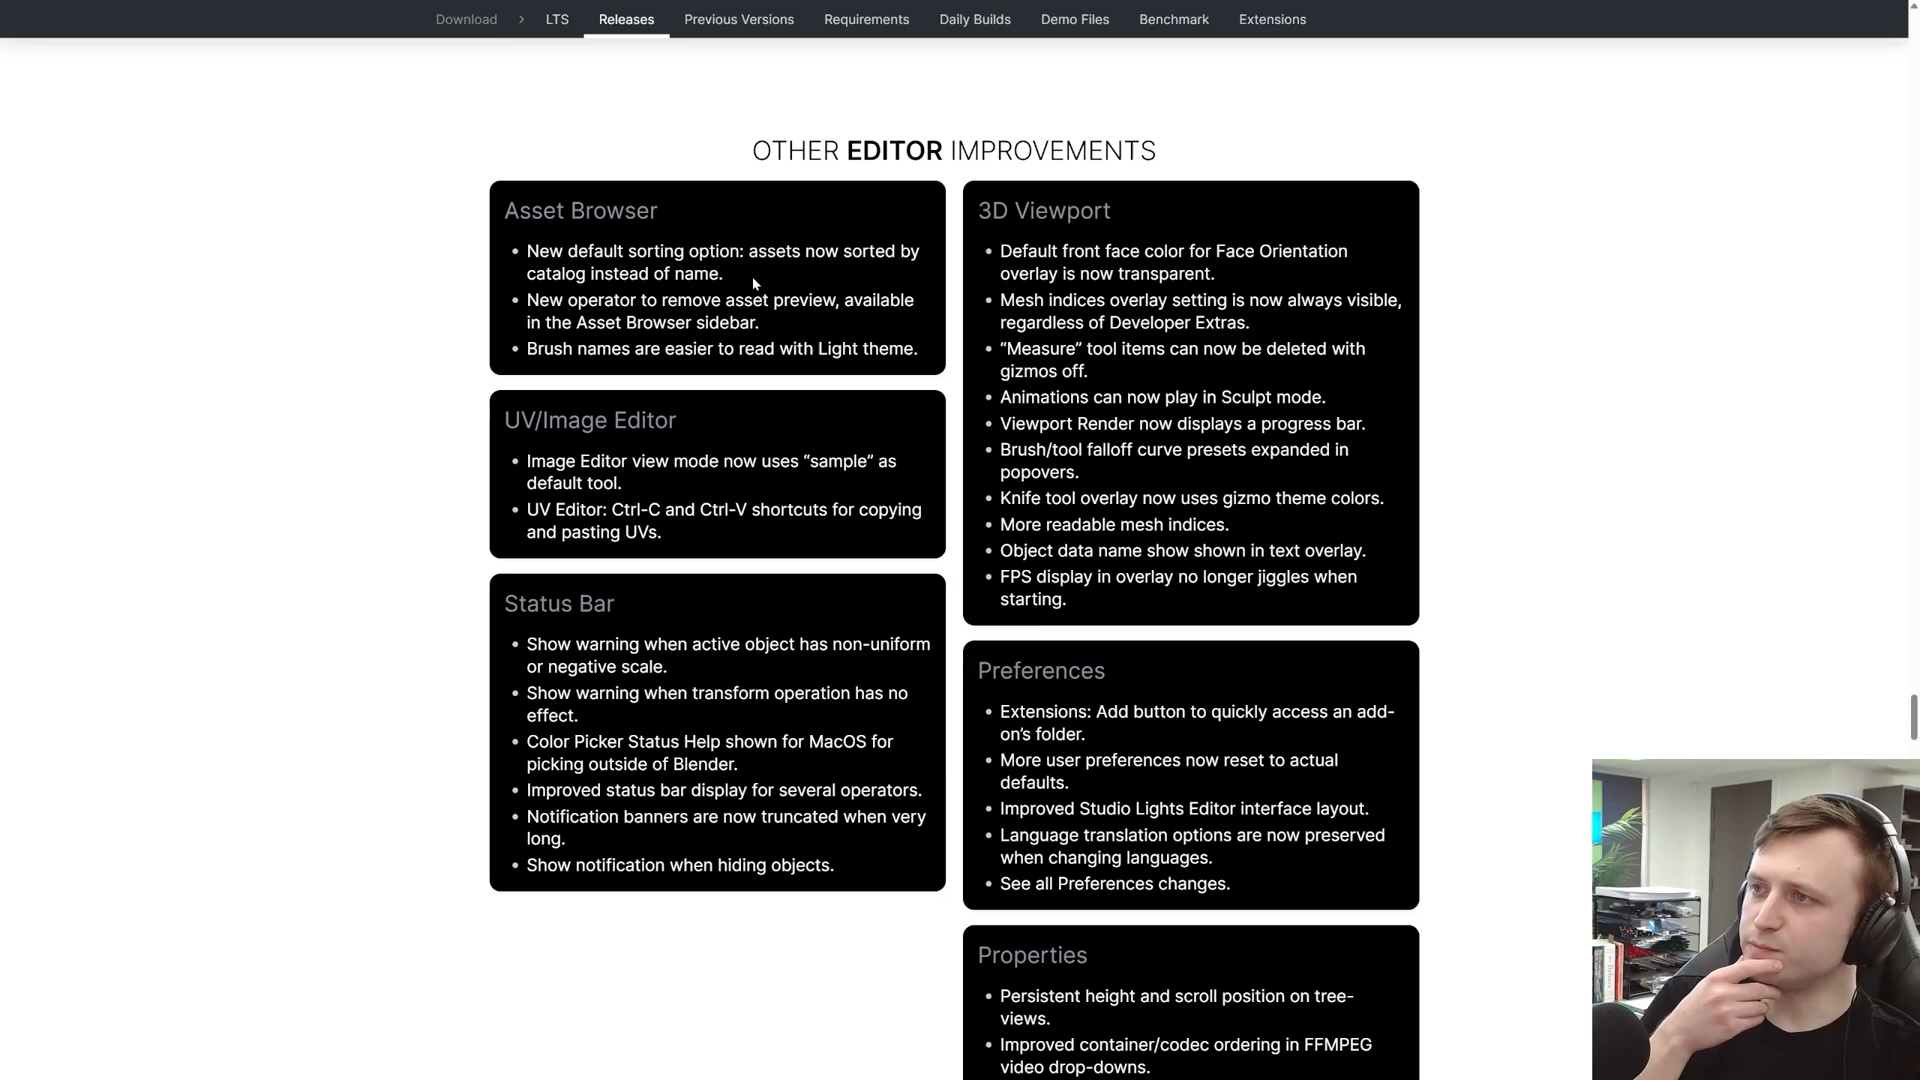 Download > LTS Releases Previous Versions Requirements Daily Builds Demo Files Benchmark Extensions
OTHER EDITOR IMPROVEMENTS
Asset Browser
• New default sorting option: assets now sorted by
catalog instead of name.
• New operator to remove asset preview, available
in the Asset Browser sidebar.
• Brush names are easier to read with Light theme.
UV/Image Editor
• Image Editor view mode now uses “sample” as
default tool.
• UV Editor: Ctrl-C and Ctrl-V shortcuts for copying
and pasting UVs.
Status Bar
• Show warning when active object has non-uniform
or negative scale.
• Show warning when transform operation has no
effect.
• Color Picker Status Help shown for MacOS for
picking outside of Blender.
• Improved status bar display for several operators.
• Notification banners are now truncated when very
long.
• Show notification when hiding objects.
3D Viewport
• Default front face color for Face Orientation
overlay is now transparent.
• Mesh indices overlay setting is now always visible,
regardless of Developer Extras.
• “Measure” tool items can now be deleted with
gizmos off.
• Animations can now play in Sculpt mode.
• Viewport Render now displays a progress bar.
• Brush/tool falloff curve presets expanded in
popovers.
• Knife tool overlay now uses gizmo theme colors.
• More readable mesh indices.
• Object data name show shown in text overlay.
• FPS display in overlay no longer jiggles when
starting.
Preferences
• Extensions: Add button to quickly access an add-
on’s folder.
• More user preferences now reset to actual
defaults.
• Improved Studio Lights Editor interface layout.
• Language translation options are now preserved
when changing languages.
• See all Preferences changes.
Properties
• Persistent height and scroll position on tree-
views.
• Improved container/codec ordering in FFMPEG
video drop-downs.